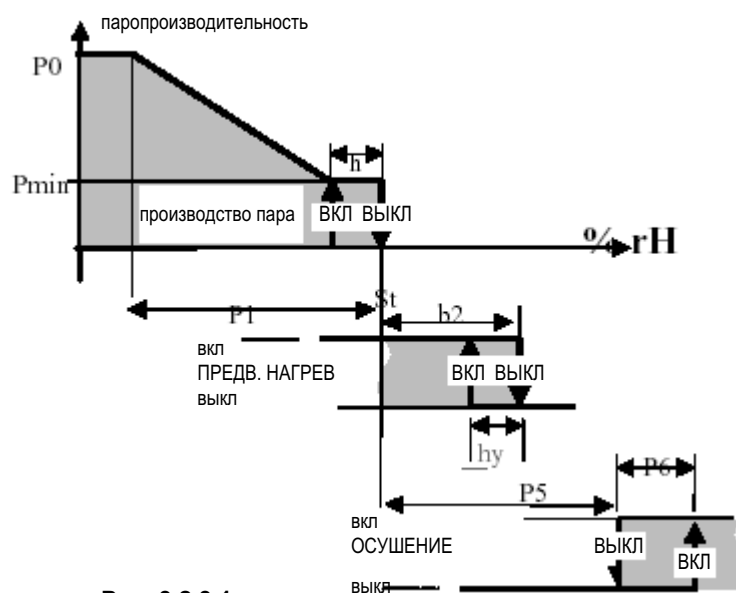 паропроизводительность
P0
h
Pmin
производство пара ВКЛ ВЫКЛ
% rH
St
P1 b2
вкл
ПРЕДВ. НАГРЕВ ВКЛ ВЫКЛ
выкл
hy
P6
P5
вкл
ОСУШЕНИЕ ВЫКЛ ВКЛ
выкл